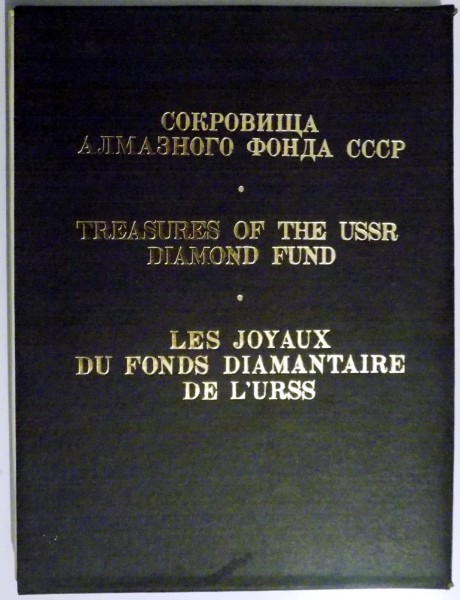 СОКРОВИЩА
АЛМАЗНОГО ФОНДА СССР
•
TREASURES OF THE USSR
DIAMOND FUND
•
LES JOYAUX
DU FONDS DIAMANTAIRE
DE L'URSS